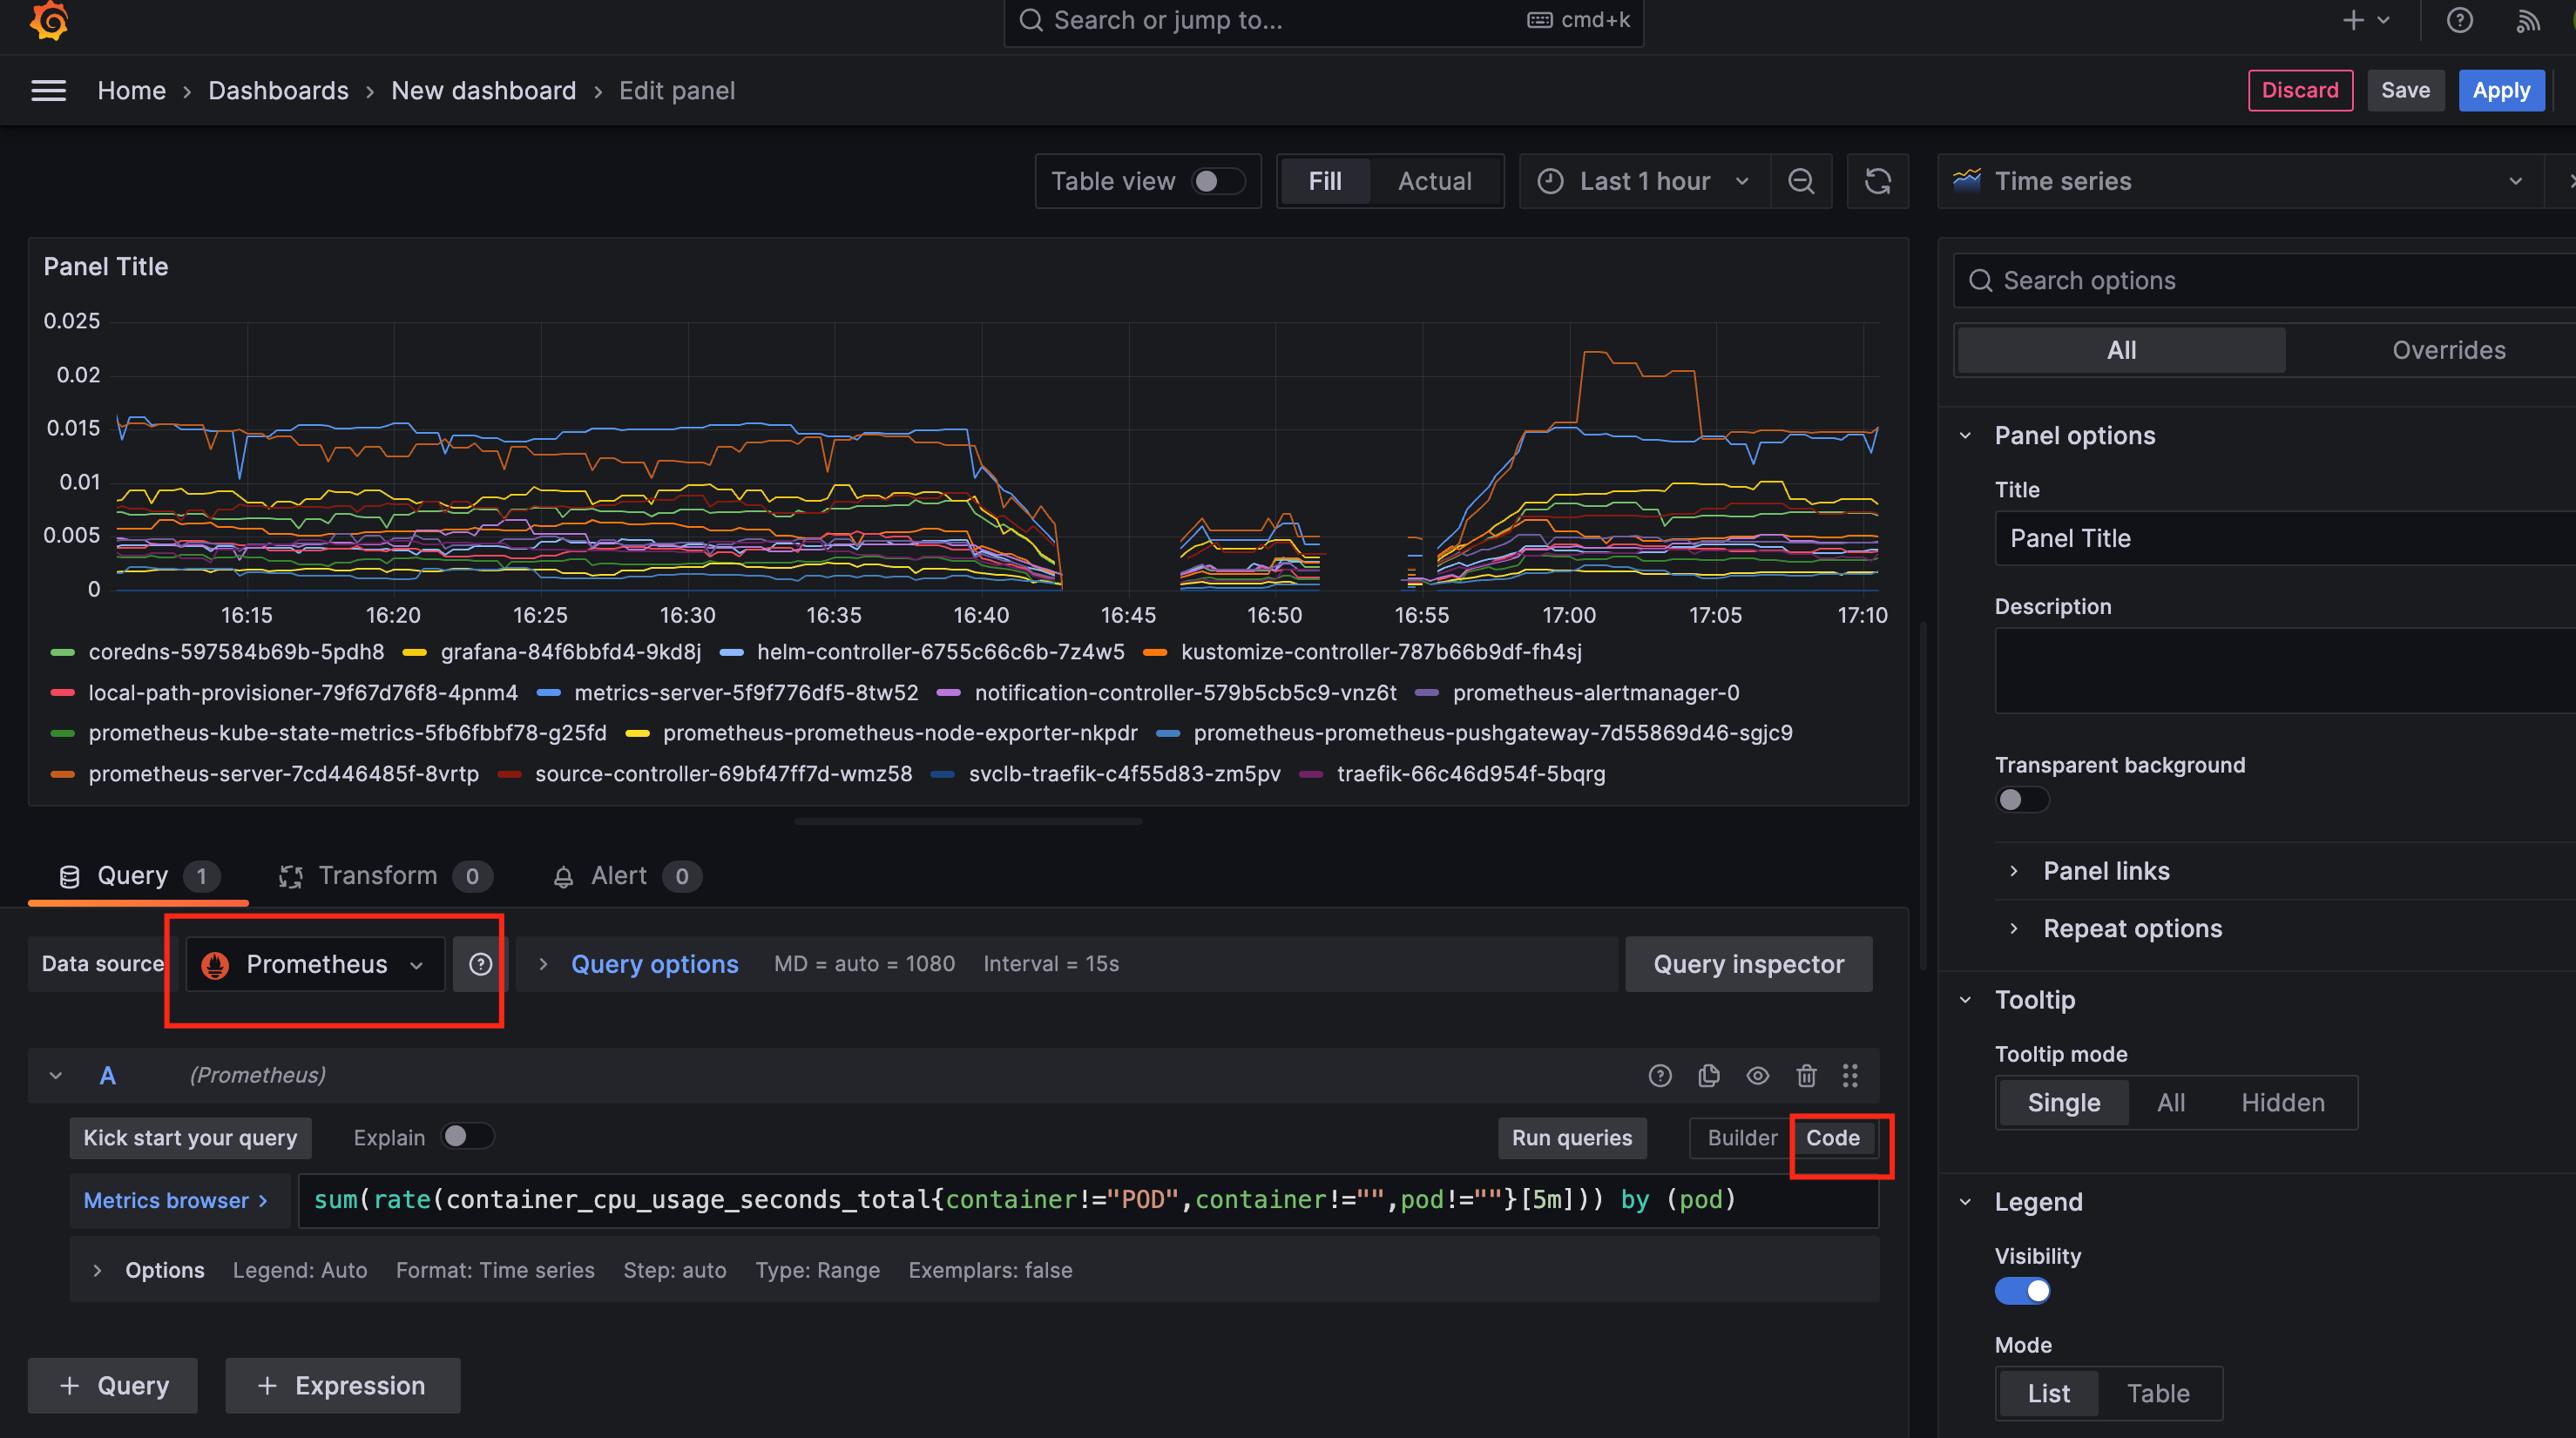 Search or jump to... cmd+k
Home › Dashboards › New dashboard › Edit panel Discard Save Apply
Table view Fill Actual Last 1 hour Time series
Panel Title
Search options
All Overrides
0.025
0.02
0.015
0.01
0.005
0
16:15 16:20 16:25 16:30 16:35 16:40 16:45 16:50 16:55 17:00 17:05 17:10
coredns-597584b69b-5pdh8 grafana-84f6bbfd4-9kd8j helm-controller-6755c66c6b-7z4w5 kustomize-controller-787b66b9df-fh4sj
local-path-provisioner-79f67d76f8-4pnm4 metrics-server-5f9f776df5-8tw52 notification-controller-579b5cb5c9-vnz6t prometheus-alertmanager-0
prometheus-kube-state-metrics-5fb6fbbf78-g25fd prometheus-prometheus-node-exporter-nkpdr prometheus-prometheus-pushgateway-7d55869d46-sgjc9
prometheus-server-7cd446485f-8vrtp source-controller-69bf47ff7d-wmz58 svclb-traefik-c4f55d83-zm5pv traefik-66c46d954f-5bqrg
Query 1 Transform 0 Alert 0
Data source Prometheus Query options MD = auto = 1080 Interval = 15s Query inspector
A (Prometheus)
Kick start your query Explain Run queries Builder Code
Metrics browser > sum(rate(container_cpu_usage_seconds_total{container!="POD",container!="",pod!=""}[5m])) by (pod)
Options Legend: Auto Format: Time series Step: auto Type: Range Exemplars: false
+ Query + Expression
Panel options
Title
Panel Title
Description
Transparent background
Panel links
Repeat options
Tooltip
Tooltip mode
Single All Hidden
Legend
Visibility
Mode
List Table